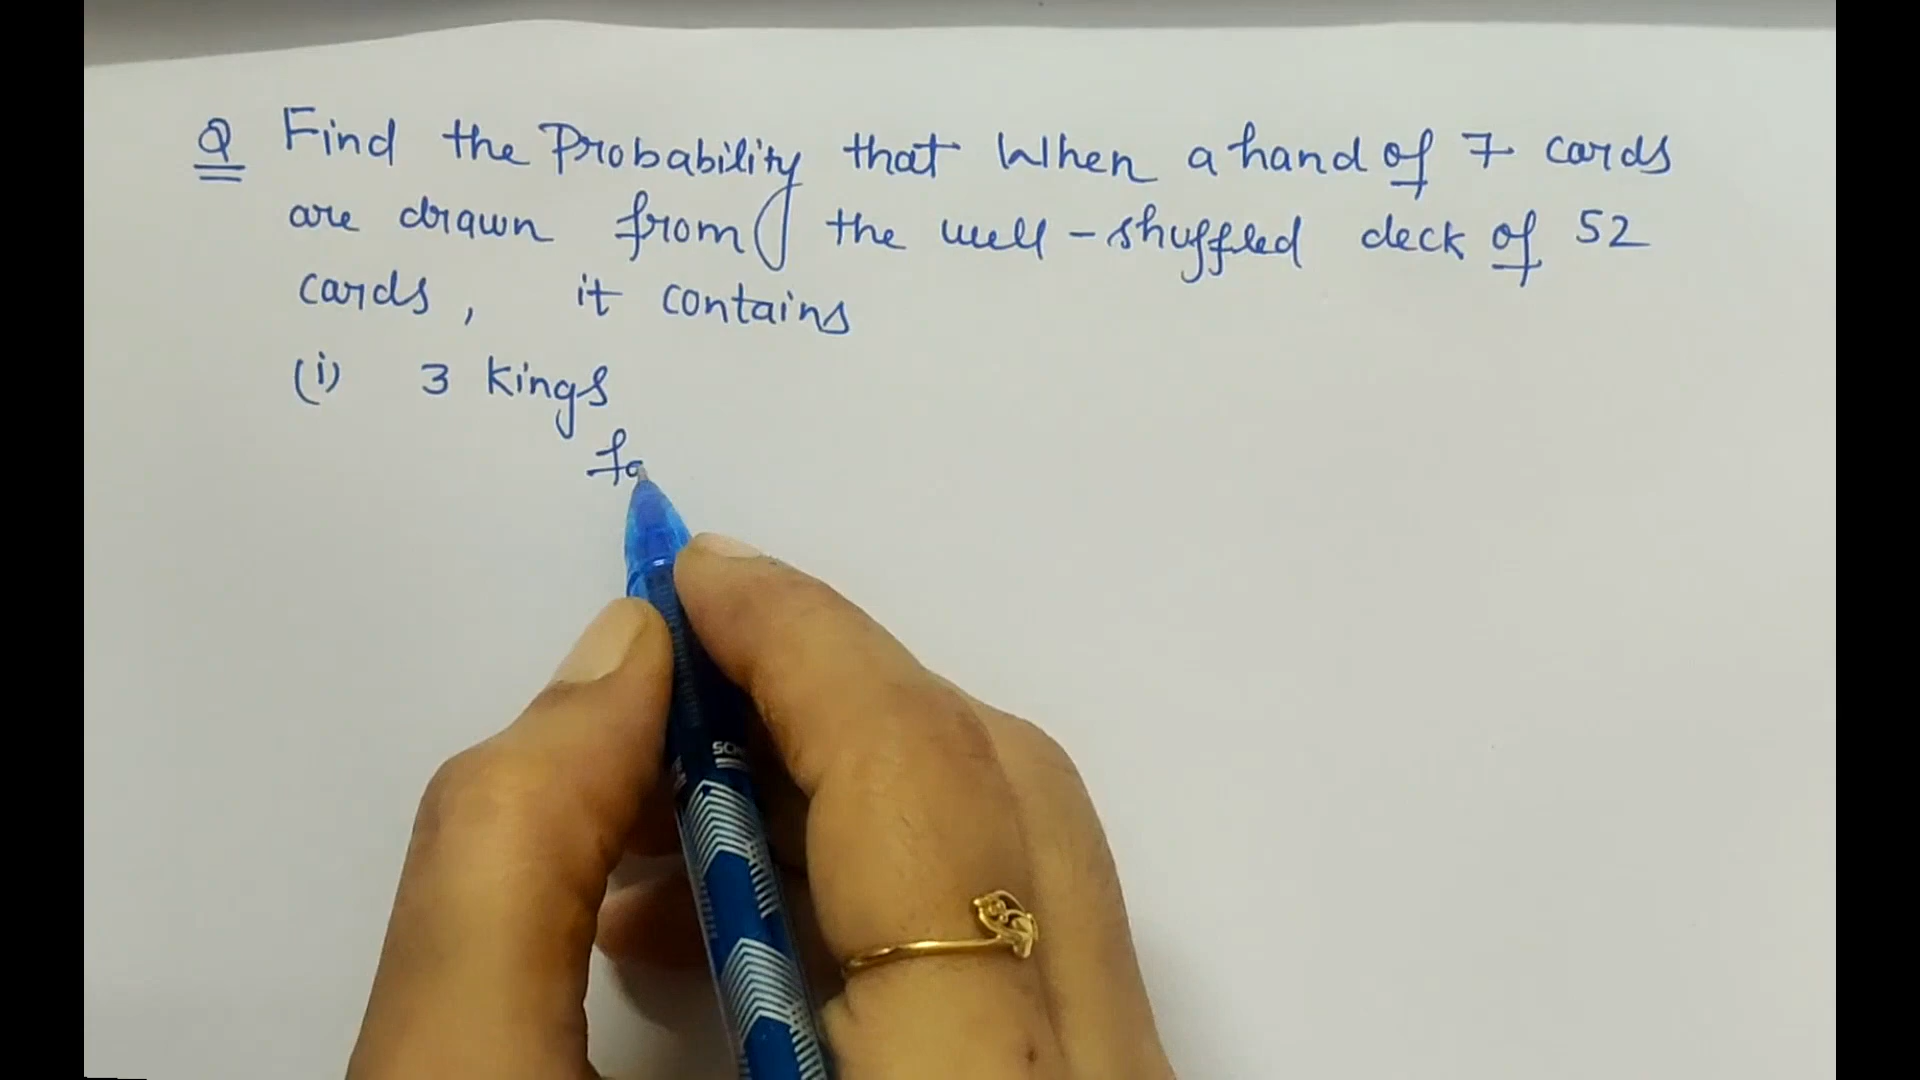 Q Find the Probability that When a hand of 7 cards
are drawn from the well-shuffled deck of 52
cards, it contains
(i) 3 kings
fa